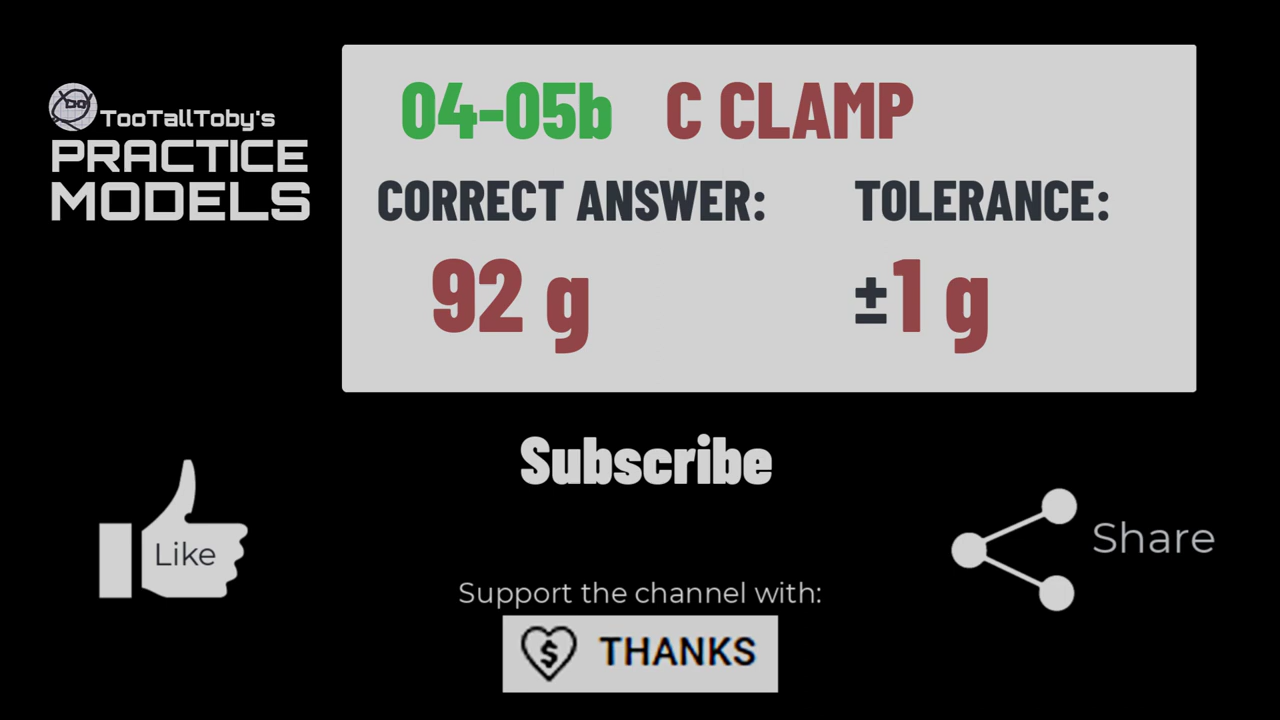 TooTallToby's
PRACTICE
MODELS
04-05b C CLAMP
CORRECT ANSWER: TOLERANCE:
92 g ±1 g
Subscribe
Like
Share
Support the channel with:
$ THANKS